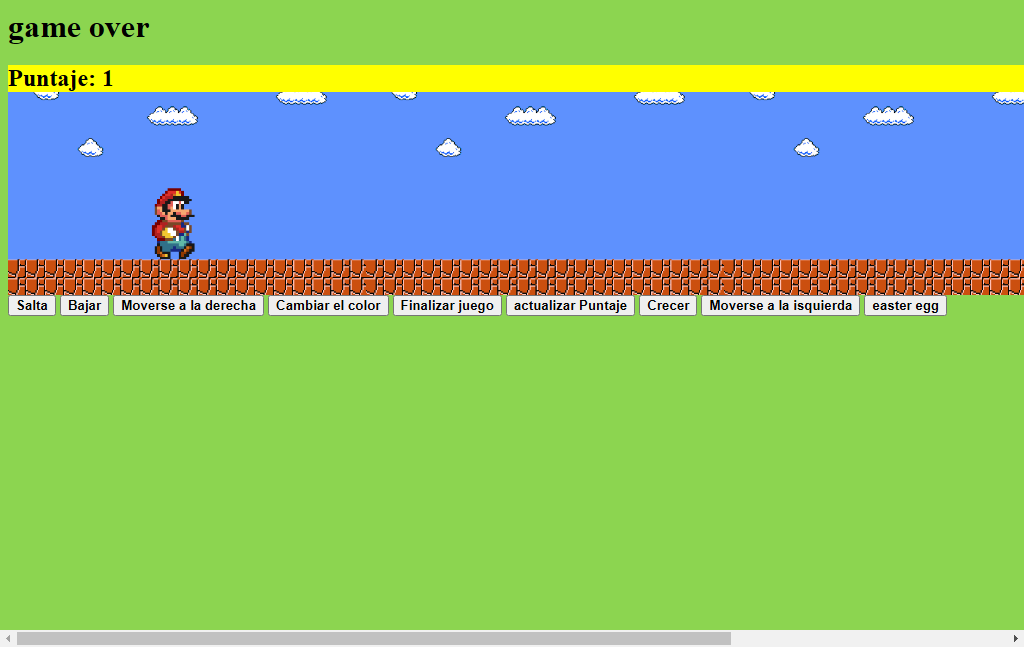 game over
Puntaje: 1
Salta Bajar Moverse a la derecha Cambiar el color Finalizar juego actualizar Puntaje Crecer Moverse a la isquierda easter egg